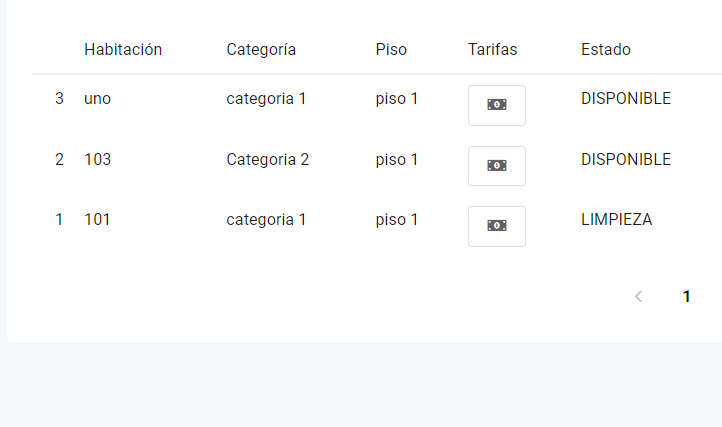 Habitación Categoría Piso Tarifas Estado
3 uno categoria 1 piso 1 DISPONIBLE
2 103 Categoria 2 piso 1 DISPONIBLE
1 101 categoria 1 piso 1 LIMPIEZA
1